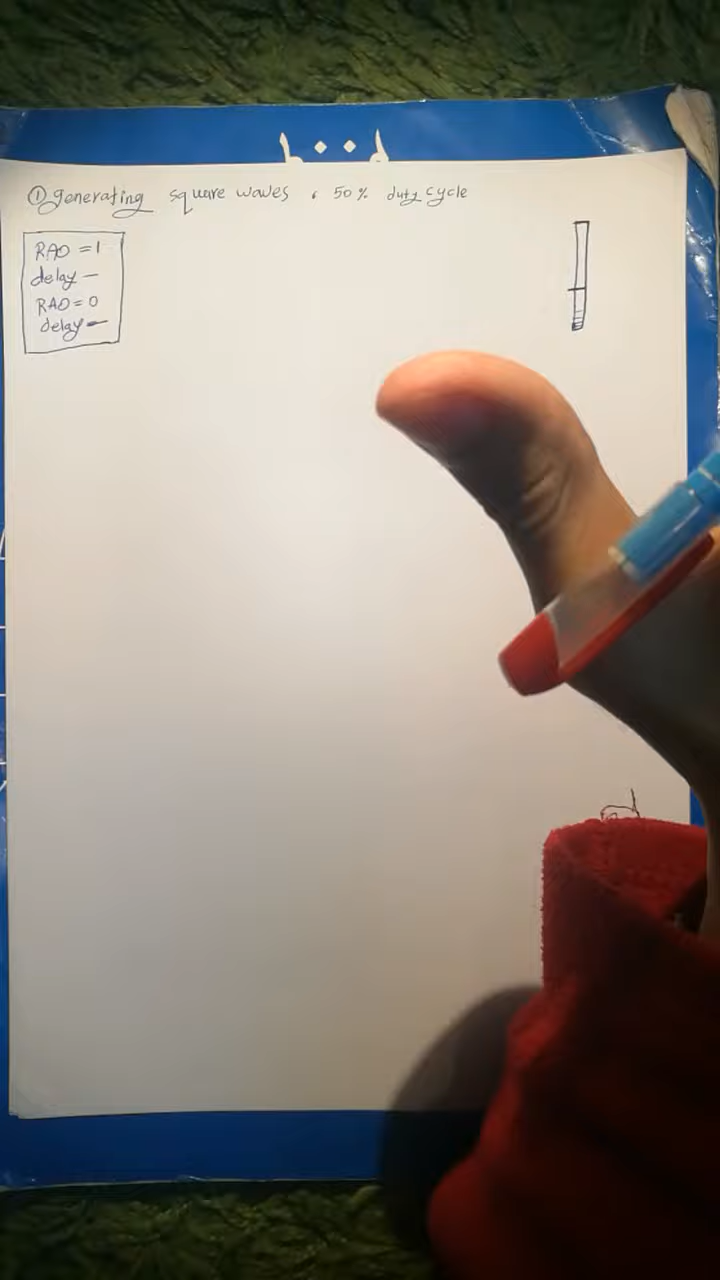 ① generating square waves , 50% duty cycle
RA0 = 1
delay —
RA0 = 0
delay —